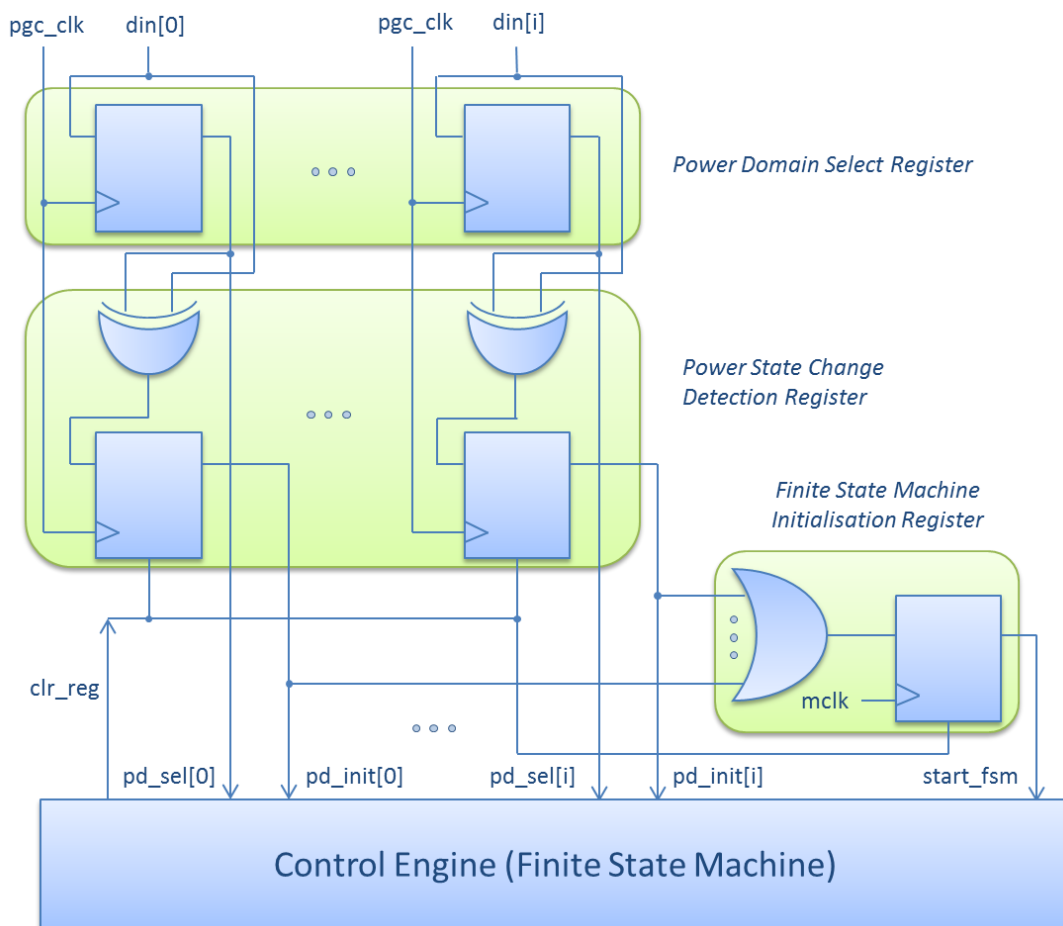 pgc_clk
din[0]
pgc_clk
din[i]
Power Domain Select Register
Power State Change
Detection Register
Finite State Machine
Initialisation Register
mclk
clr_reg
pd_sel[0]
pd_init[0]
pd_sel[i]
pd_init[i]
start_fsm
Control Engine (Finite State Machine)